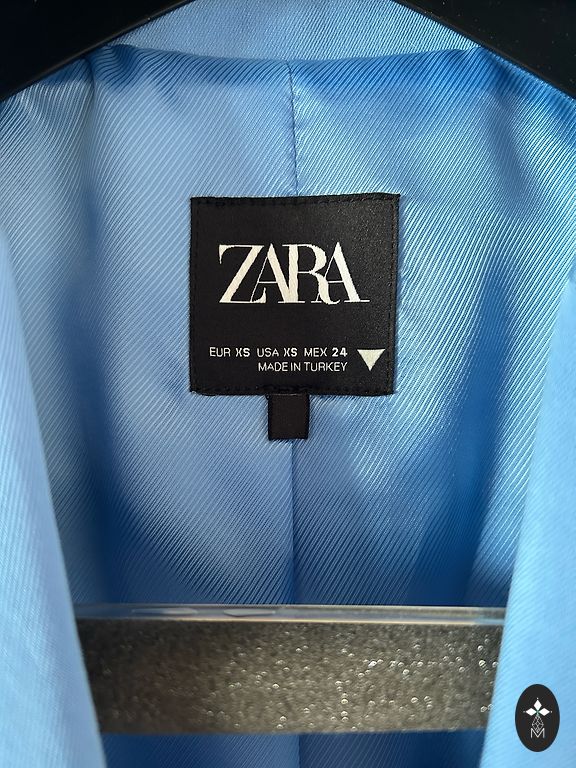 ZARA
EUR XS USA XS MEX 24
MADE IN TURKEY
M